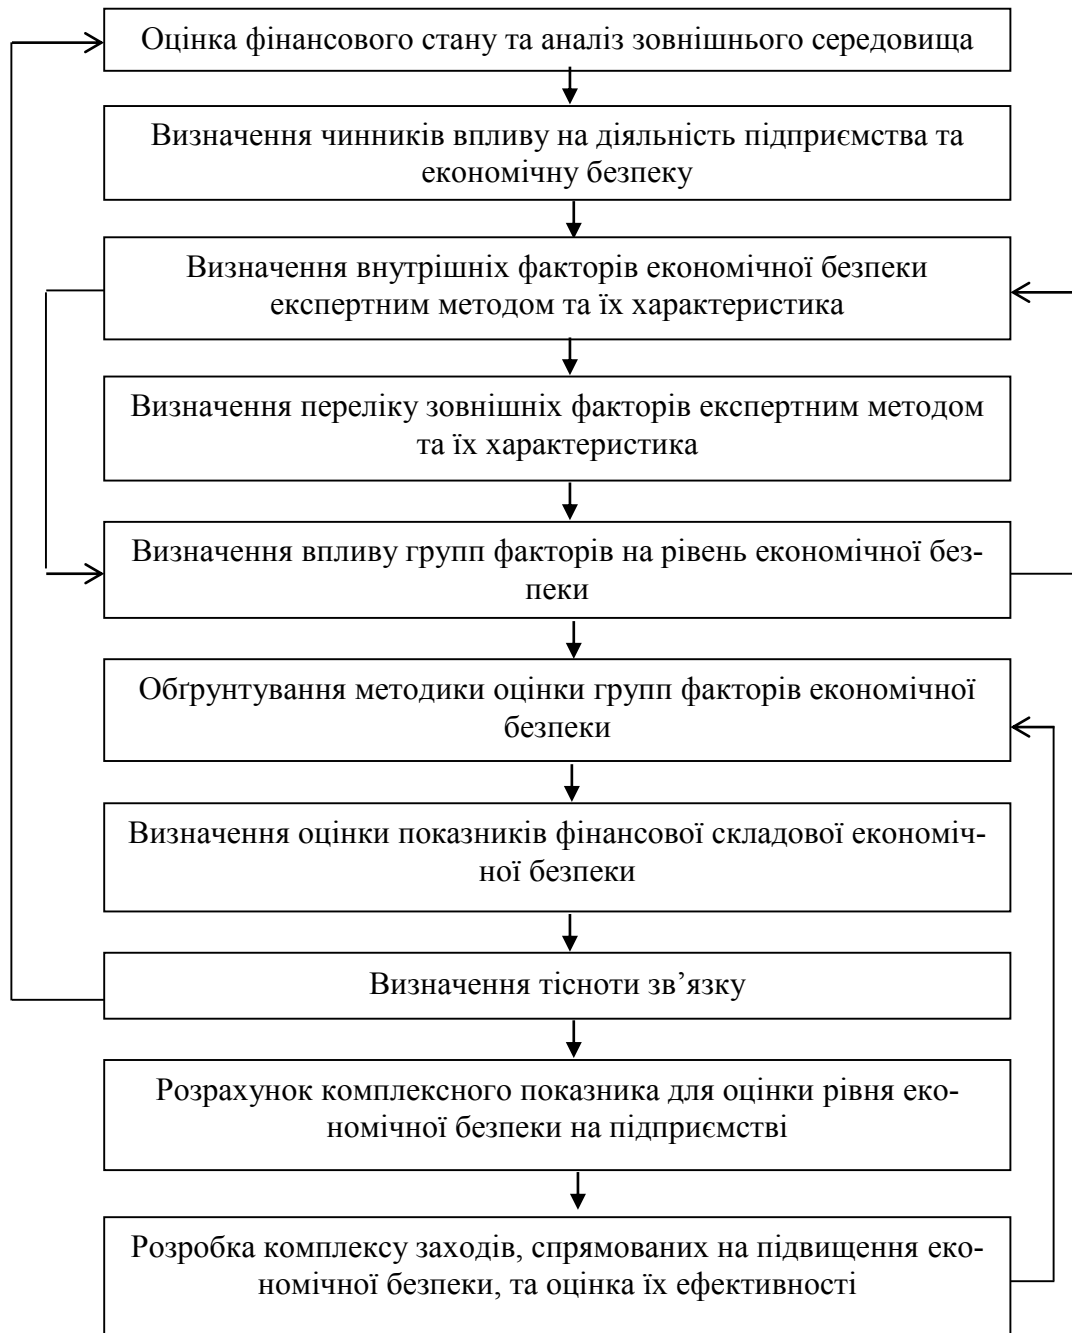 Оцінка фінансового стану та аналіз зовнішнього середовища
Визначення чинників впливу на діяльність підприємства та
економічну безпеку
Визначення внутрішніх факторів економічної безпеки
експертним методом та їх характеристика
Визначення переліку зовнішніх факторів експертним методом
та їх характеристика
Визначення впливу групп факторів на рівень економічної без-
пеки
Обґрунтування методики оцінки групп факторів економічної
безпеки
Визначення оцінки показників фінансової складової економіч-
ної безпеки
Визначення тісноти зв’язку
Розрахунок комплексного показника для оцінки рівня еко-
номічної безпеки на підприємстві
Розробка комплексу заходів, спрямованих на підвищення еко-
номічної безпеки, та оцінка їх ефективності